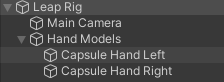 Leap Rig
Main Camera
Hand Models
Capsule Hand Left
Capsule Hand Right